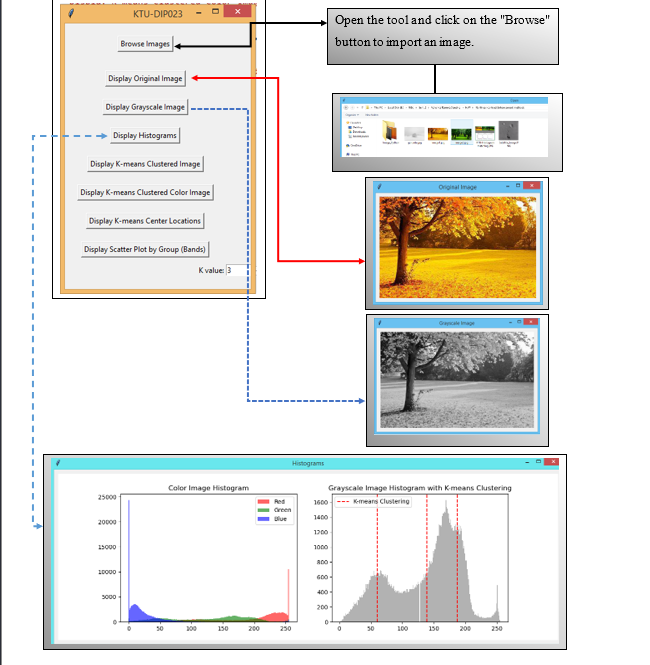 KTU-DIP023
Browse Images
Display Original Image
Display Grayscale Image
Display Histograms
Display K-means Clustered Image
Display K-means Clustered Color Image
Display K-means Center Locations
Display Scatter Plot by Group (Bands)
K value: 3
Open the tool and click on the "Browse"
button to import an image.
Original Image
Grayscale Image
Histograms
Color Image Histogram
25000
20000
15000
10000
5000
0
0 50 100 150 200 250
Red
Green
Blue
Grayscale Image Histogram with K-means Clustering
K-means Clustering
1600
1400
1200
1000
800
600
400
200
0
0 50 100 150 200 250